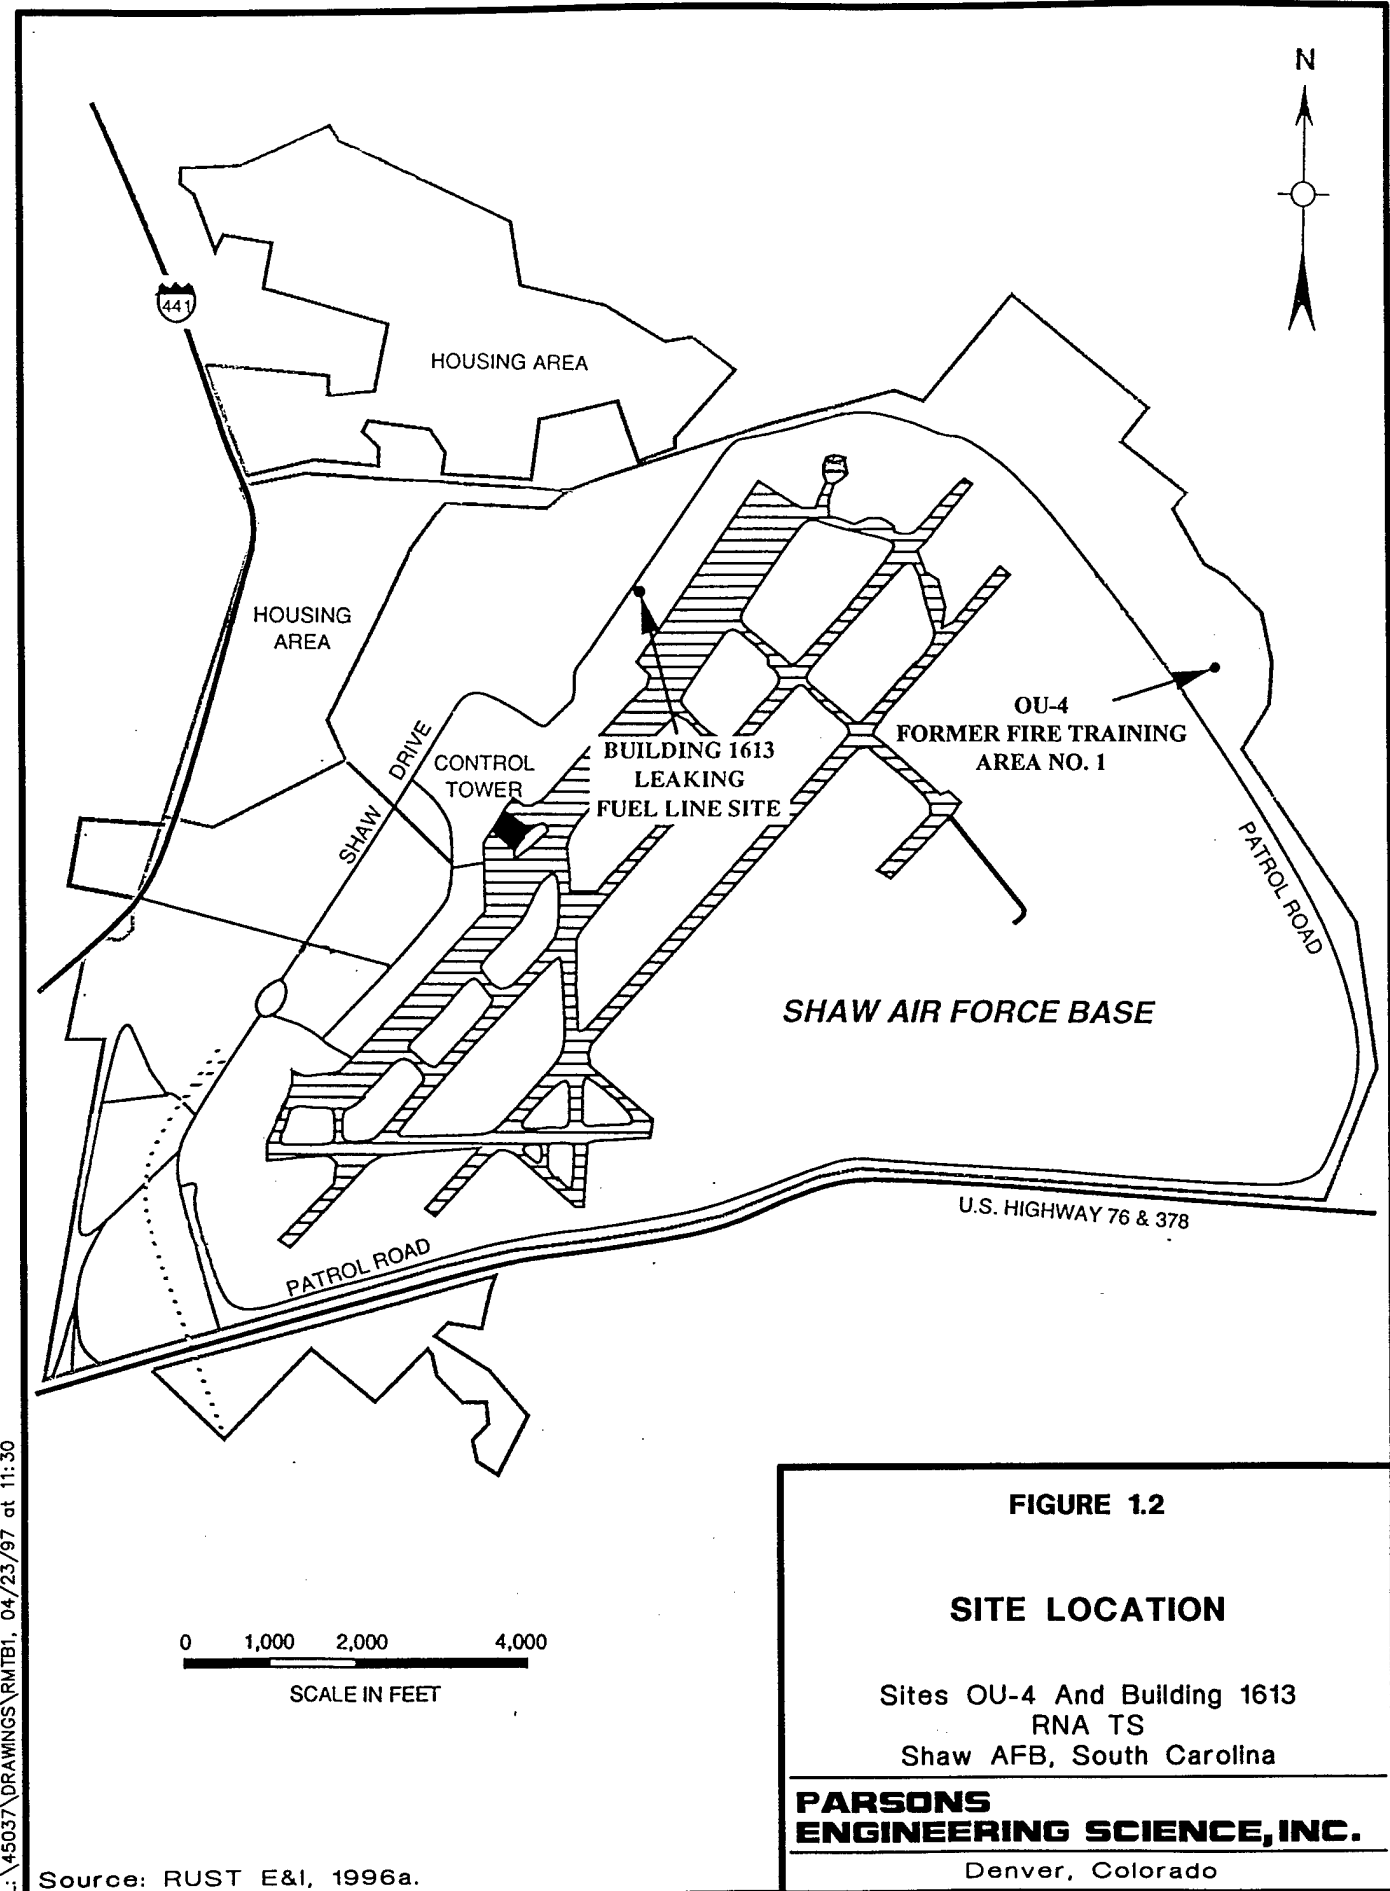 N
441
HOUSING AREA
HOUSING
AREA
OU-4
FORMER FIRE TRAINING
AREA NO. 1
SHAW DRIVE
CONTROL
TOWER
BUILDING 1613
LEAKING
FUEL LINE SITE
PATROL ROAD
SHAW AIR FORCE BASE
U.S. HIGHWAY 76 & 378
PATROL ROAD
FIGURE 1.2
SITE LOCATION
0 1,000 2,000 4,000
SCALE IN FEET
Sites OU-4 And Building 1613
RNA TS
Shaw AFB, South Carolina
PARSONS
ENGINEERING SCIENCE, INC.
Denver, Colorado
Source: RUST E&I, 1996a.
\45037\DRAWINGS\RMTB1, 04/23/97 at 11:30